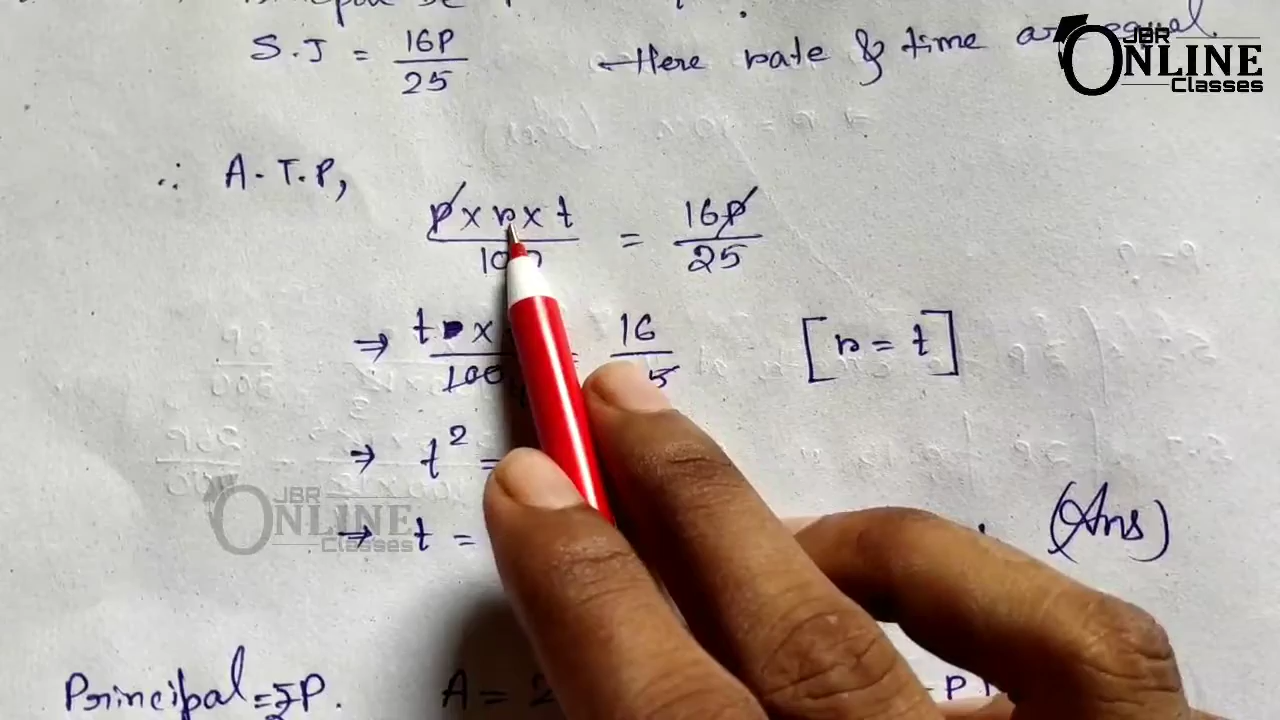 S.I = 16P/25 Here rate & time are equal.
JBR ONLINE Classes
∴ A.T.P,
p × r × t / 100 = 16p/25
→ t × / 100 = 16 / [r = t]
→ t² =
JBR ONLINE Classes
→ t = (Ans)
Principal = P. A = 2